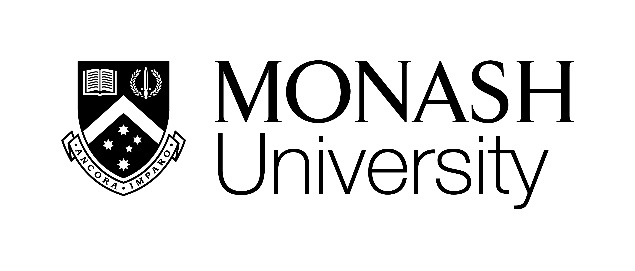 MONASH
University
· ANCORA · IMPARO ·